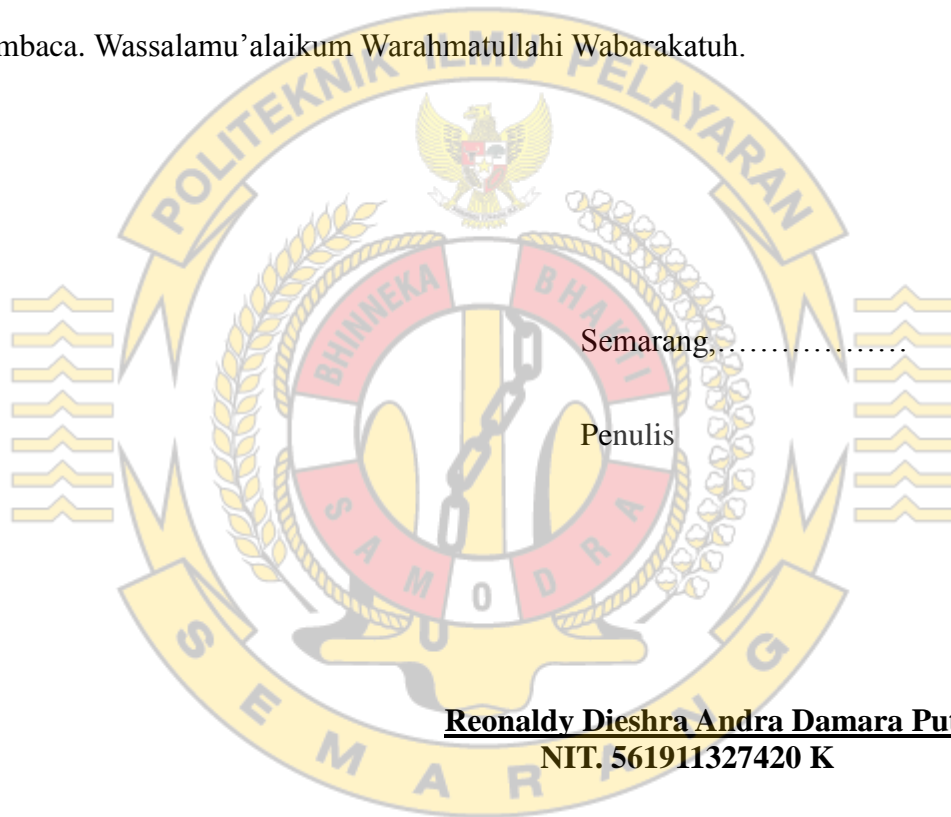 mbaca. Wassalamu’alaikum Warahmatullahi Wabarakatuh.
POLITEKNIK ILMU PELAYARAN
BHINNEKA BHAKTI
Semarang,………………
Penulis
SAMODRA
Reonaldy Dieshra Andra Damara Put
NIT. 561911327420 K
SEMARANG